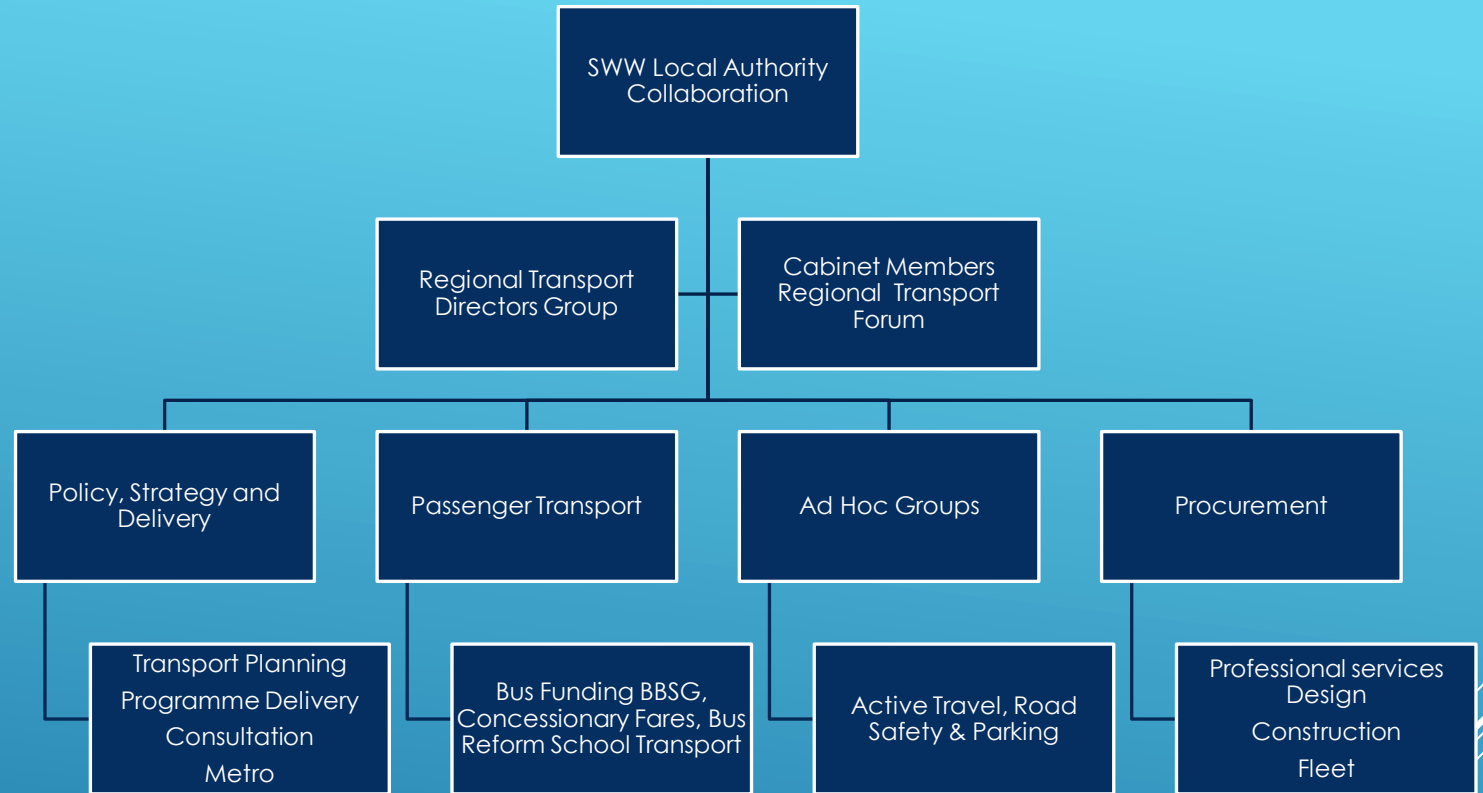 SWW Local Authority
Collaboration
Regional Transport
Directors Group
Cabinet Members
Regional Transport
Forum
Policy, Strategy and
Delivery
Passenger Transport
Ad Hoc Groups
Procurement
Transport Planning
Programme Delivery
Consultation
Metro
Bus Funding BBSG,
Concessionary Fares, Bus
Reform School Transport
Active Travel, Road
Safety & Parking
Professional services
Design
Construction
Fleet